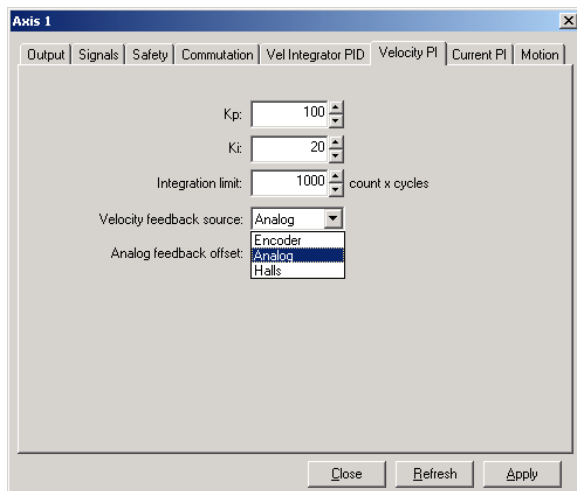 Axis 1
Output Signals Safety Commutation Vel Integrator PID Velocity PI Current PI Motion
Kp: 100
Ki: 20
Integration limit: 1000 count x cycles
Velocity feedback source: Analog
Encoder
Analog feedback offset: Analog
Halls
Close Refresh Apply